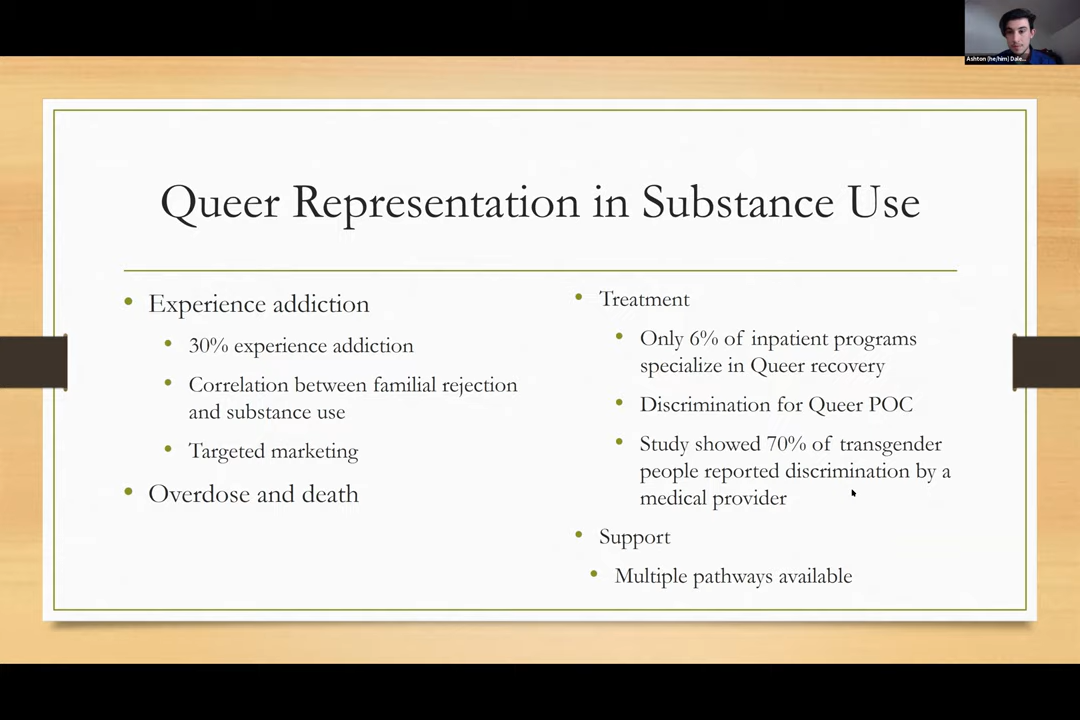 Ashton (he/him) Dale...
Queer Representation in Substance Use
Experience addiction
30% experience addiction
Correlation between familial rejection
and substance use
Targeted marketing
Overdose and death
Treatment
Only 6% of inpatient programs
specialize in Queer recovery
Discrimination for Queer POC
Study showed 70% of transgender
people reported discrimination by a
medical provider
Support
Multiple pathways available